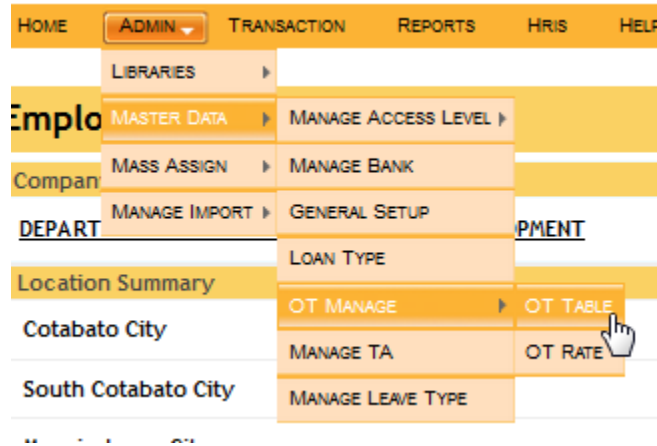 HOME ADMIN TRANSACTION REPORTS HRIS HELP
LIBRARIES
Emplo MASTER DATA MANAGE ACCESS LEVEL
Compan MASS ASSIGN MANAGE BANK
MANAGE IMPORT GENERAL SETUP
DEPART OPMENT
LOAN TYPE
Location Summary
OT MANAGE OT TABLE
Cotabato City
MANAGE TA OT RATE
South Cotabato City MANAGE LEAVE TYPE